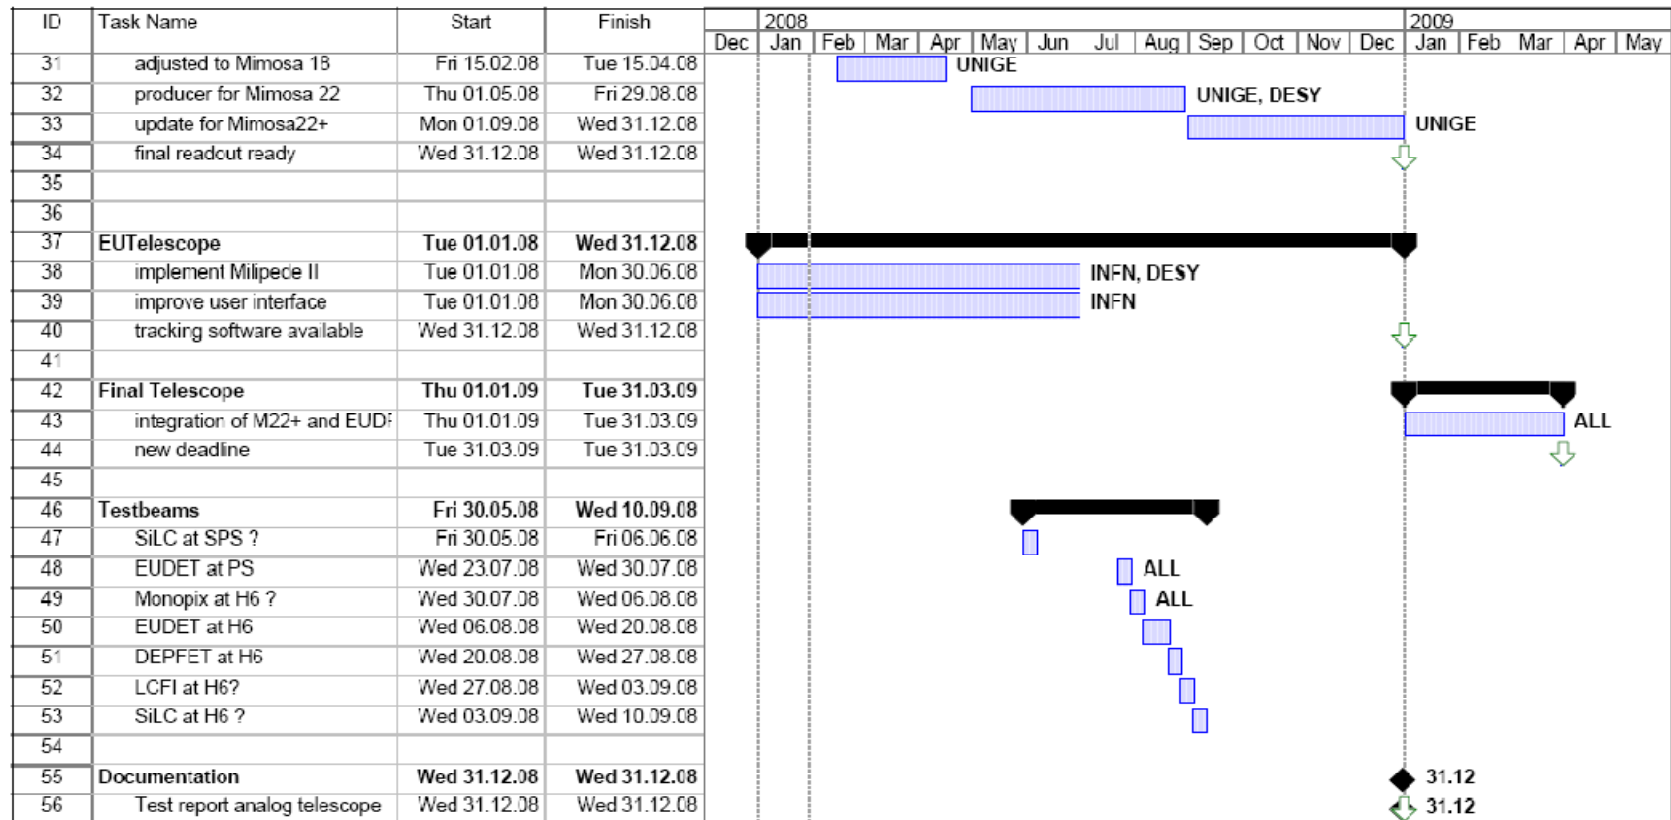 ID Task Name Start Finish 2008 2009
Dec Jan Feb Mar Apr May Jun Jul Aug Sep Oct Nov Dec Jan Feb Mar Apr May
31 adjusted to Mimosa 18 Fri 15.02.08 Tue 15.04.08 UNIGE
32 producer for Mimosa 22 Thu 01.05.08 Fri 29.08.08 UNIGE, DESY
33 update for Mimosa22+ Mon 01.09.08 Wed 31.12.08 UNIGE
34 final readout ready Wed 31.12.08 Wed 31.12.08
35
36
37 EUTelescope Tue 01.01.08 Wed 31.12.08
38 implement Milipede II Tue 01.01.08 Mon 30.06.08 INFN, DESY
39 improve user interface Tue 01.01.08 Mon 30.06.08 INFN
40 tracking software available Wed 31.12.08 Wed 31.12.08
41
42 Final Telescope Thu 01.01.09 Tue 31.03.09
43 integration of M22+ and EUD Thu 01.01.09 Tue 31.03.09 ALL
44 new deadline Tue 31.03.09 Tue 31.03.09
45
46 Testbeams Fri 30.05.08 Wed 10.09.08
47 SiLC at SPS ? Fri 30.05.08 Fri 06.06.08
48 EUDET at PS Wed 23.07.08 Wed 30.07.08 ALL
49 Monopix at H6 ? Wed 30.07.08 Wed 06.08.08 ALL
50 EUDET at H6 Wed 06.08.08 Wed 20.08.08
51 DEPFET at H6 Wed 20.08.08 Wed 27.08.08
52 LCFI at H6? Wed 27.08.08 Wed 03.09.08
53 SiLC at H6 ? Wed 03.09.08 Wed 10.09.08
54
55 Documentation Wed 31.12.08 Wed 31.12.08 31.12
56 Test report analog telescope Wed 31.12.08 Wed 31.12.08 31.12